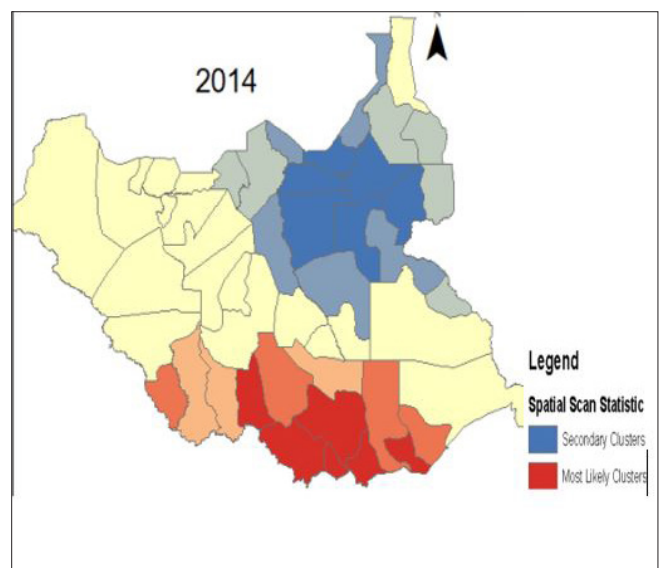 N
2014
Legend
Spatial Scan Statistic
Secondary Clusters
Most Likely Clusters